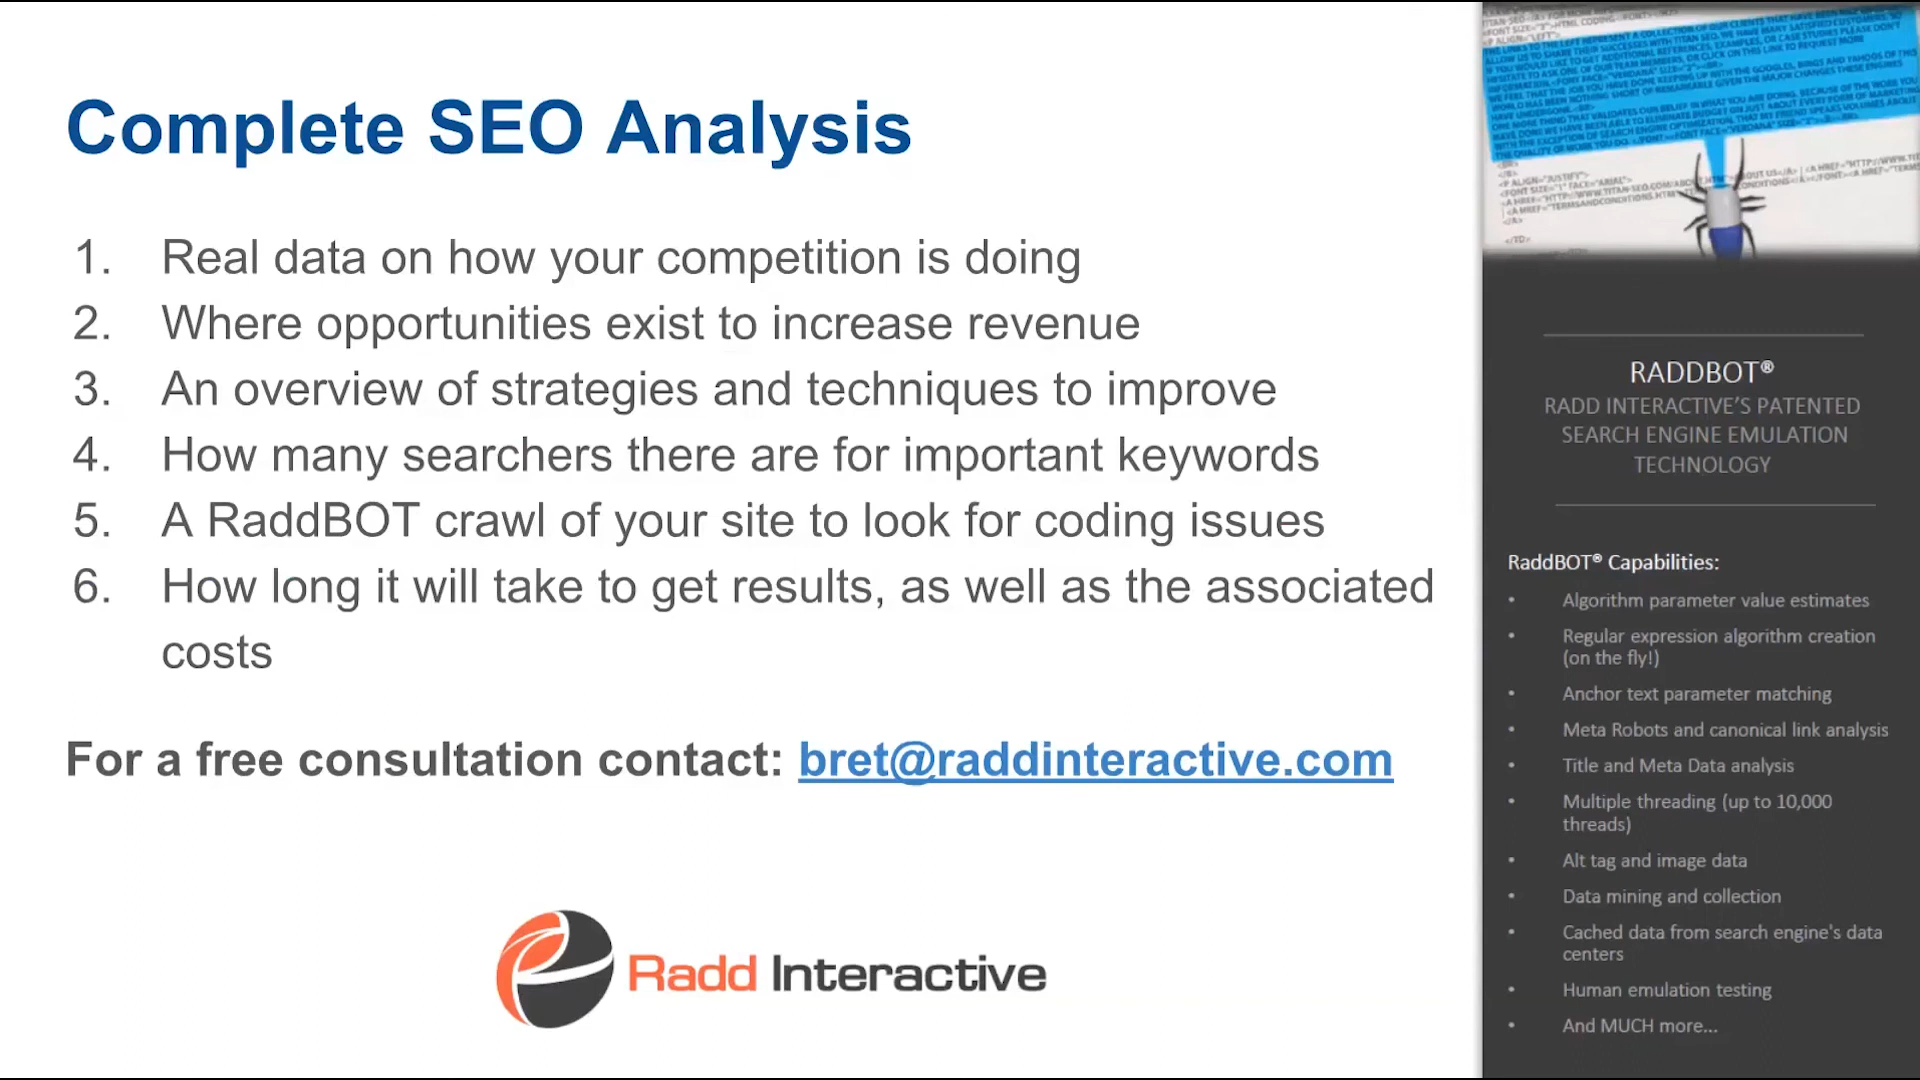 Complete SEO Analysis
1. Real data on how your competition is doing
2. Where opportunities exist to increase revenue
3. An overview of strategies and techniques to improve
4. How many searchers there are for important keywords
5. A RaddBOT crawl of your site to look for coding issues
6. How long it will take to get results, as well as the associated
costs
For a free consultation contact: bret@raddinteractive.com
Radd Interactive
RADDBOT®
RADD INTERACTIVE'S PATENTED
SEARCH ENGINE EMULATION
TECHNOLOGY
RaddBOT® Capabilities:
• Algorithm parameter value estimates
• Regular expression algorithm creation
(on the fly!)
• Anchor text parameter matching
• Meta Robots and canonical link analysis
• Title and Meta Data analysis
• Multiple threading (up to 10,000
threads)
• Alt tag and image data
• Data mining and collection
• Cached data from search engine's data
centers
• Human emulation testing
• And MUCH more...